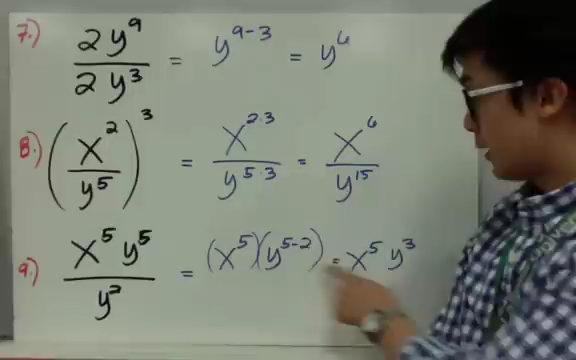 7.) 2y⁹/2y³ = y⁹⁻³ = y⁶
8.) (x²/y⁵)³ = x²·³/y⁵·³ = x⁶/y¹⁵
9.) x⁵y⁵/y² = (x⁵)(y⁵⁻²) = x⁵y³